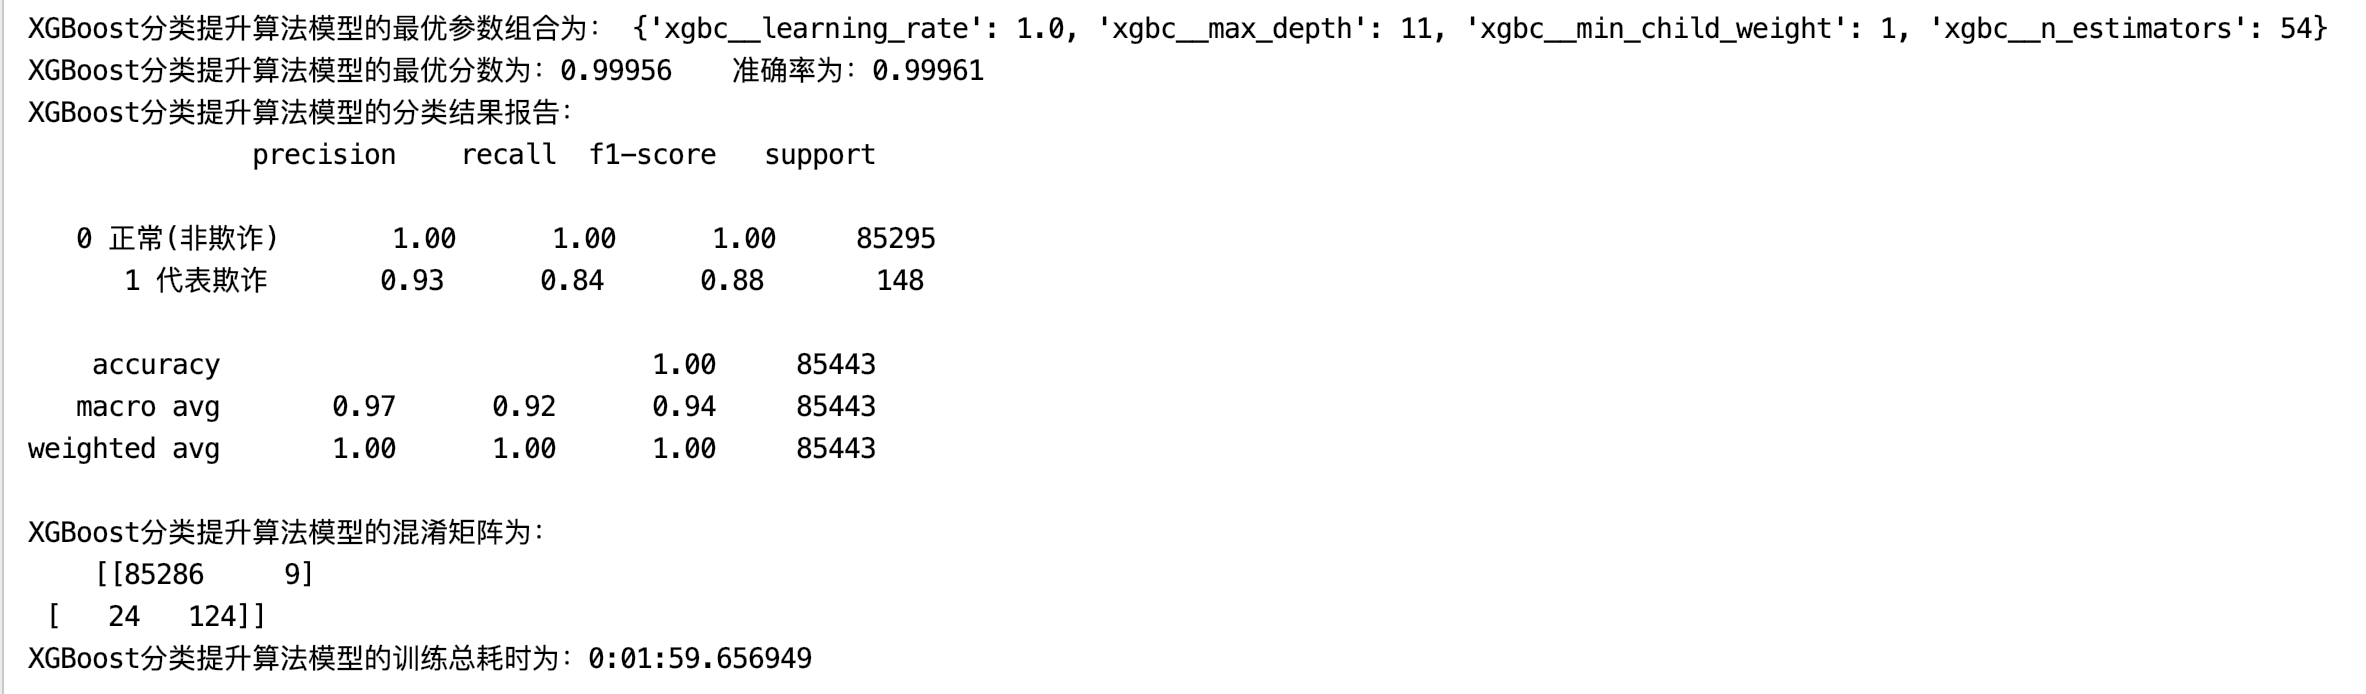 XGBoost分类提升算法模型的最优参数组合为： {'xgbc__learning_rate': 1.0, 'xgbc__max_depth': 11, 'xgbc__min_child_weight': 1, 'xgbc__n_estimators': 54}
XGBoost分类提升算法模型的最优分数为：0.99956    准确率为：0.99961
XGBoost分类提升算法模型的分类结果报告：
              precision    recall  f1-score   support
   0 正常(非欺诈)       1.00      1.00      1.00     85295
      1 代表欺诈       0.93      0.84      0.88       148
    accuracy                           1.00     85443
   macro avg       0.97      0.92      0.94     85443
weighted avg       1.00      1.00      1.00     85443
XGBoost分类提升算法模型的混淆矩阵为：
    [[85286     9]
 [   24   124]]
XGBoost分类提升算法模型的训练总耗时为：0:01:59.656949